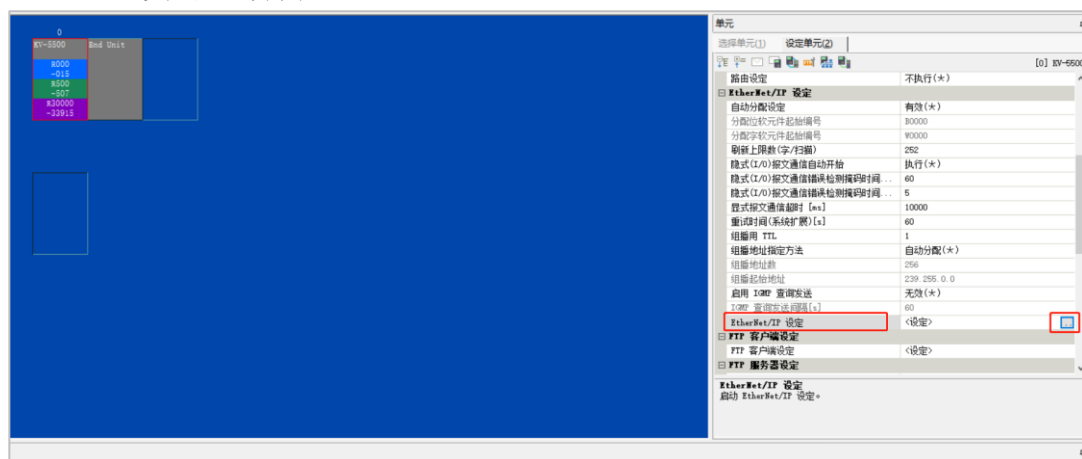 0
KV-5500 End Unit
R000
-015
R500
-507
R30000
-33915
单元
选择单元(1) 设定单元(2)
[0] KV-5500
路由设定 不执行(*)
EtherNet/IP 设定
自动分配设定 有效(*)
分配位软元件起始编号 B0000
分配字软元件起始编号 W0000
刷新上限数(字/扫描) 252
隐式(I/O)报文通信自动开始 执行(*)
隐式(I/O)报文通信错误检测掩码时间... 60
隐式(I/O)报文通信错误检测掩码时间... 5
显式报文通信超时 [ms] 10000
重试时间(系统扩展)[s] 60
组播用 TTL 1
组播地址指定方法 自动分配(*)
组播地址数 256
组播起始地址 239.255.0.0
启用 IGMP 查询发送 无效(*)
IGMP 查询发送间隔[s] 60
EtherNet/IP 设定 <设定>
FTP 客户端设定
FTP 客户端设定 <设定>
FTP 服务器设定
EtherNet/IP 设定
启动 EtherNet/IP 设定。